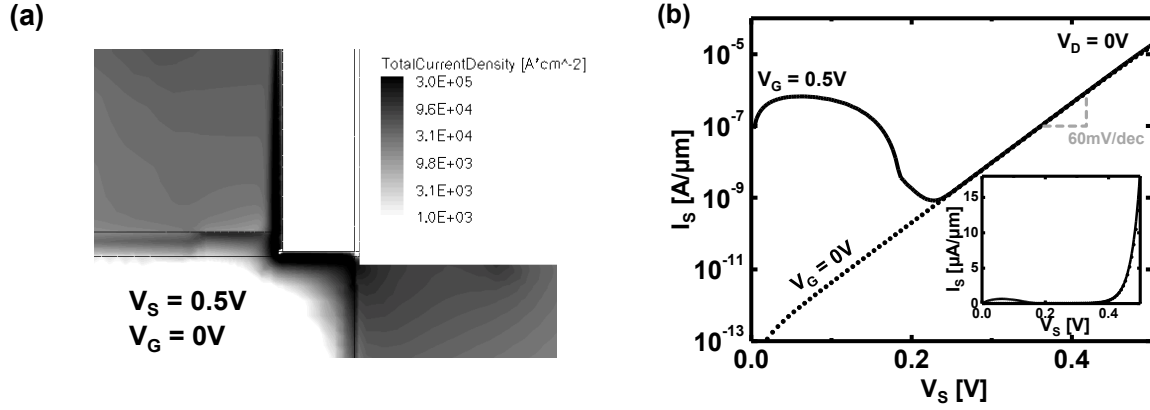 (a)
TotalCurrentDensity [A*cm^-2]
3.0E+05
9.6E+04
3.1E+04
9.8E+03
3.1E+03
1.0E+03
V_S = 0.5V
V_G = 0V
(b)
I_S [A/µm]
10^-5
10^-7
10^-9
10^-11
10^-13
V_G = 0.5V
V_D = 0V
60mV/dec
V_G = 0V
I_S [µA/µm]
15
10
5
0
0.0 0.2 0.4
V_S [V]
0.0 0.2 0.4
V_S [V]